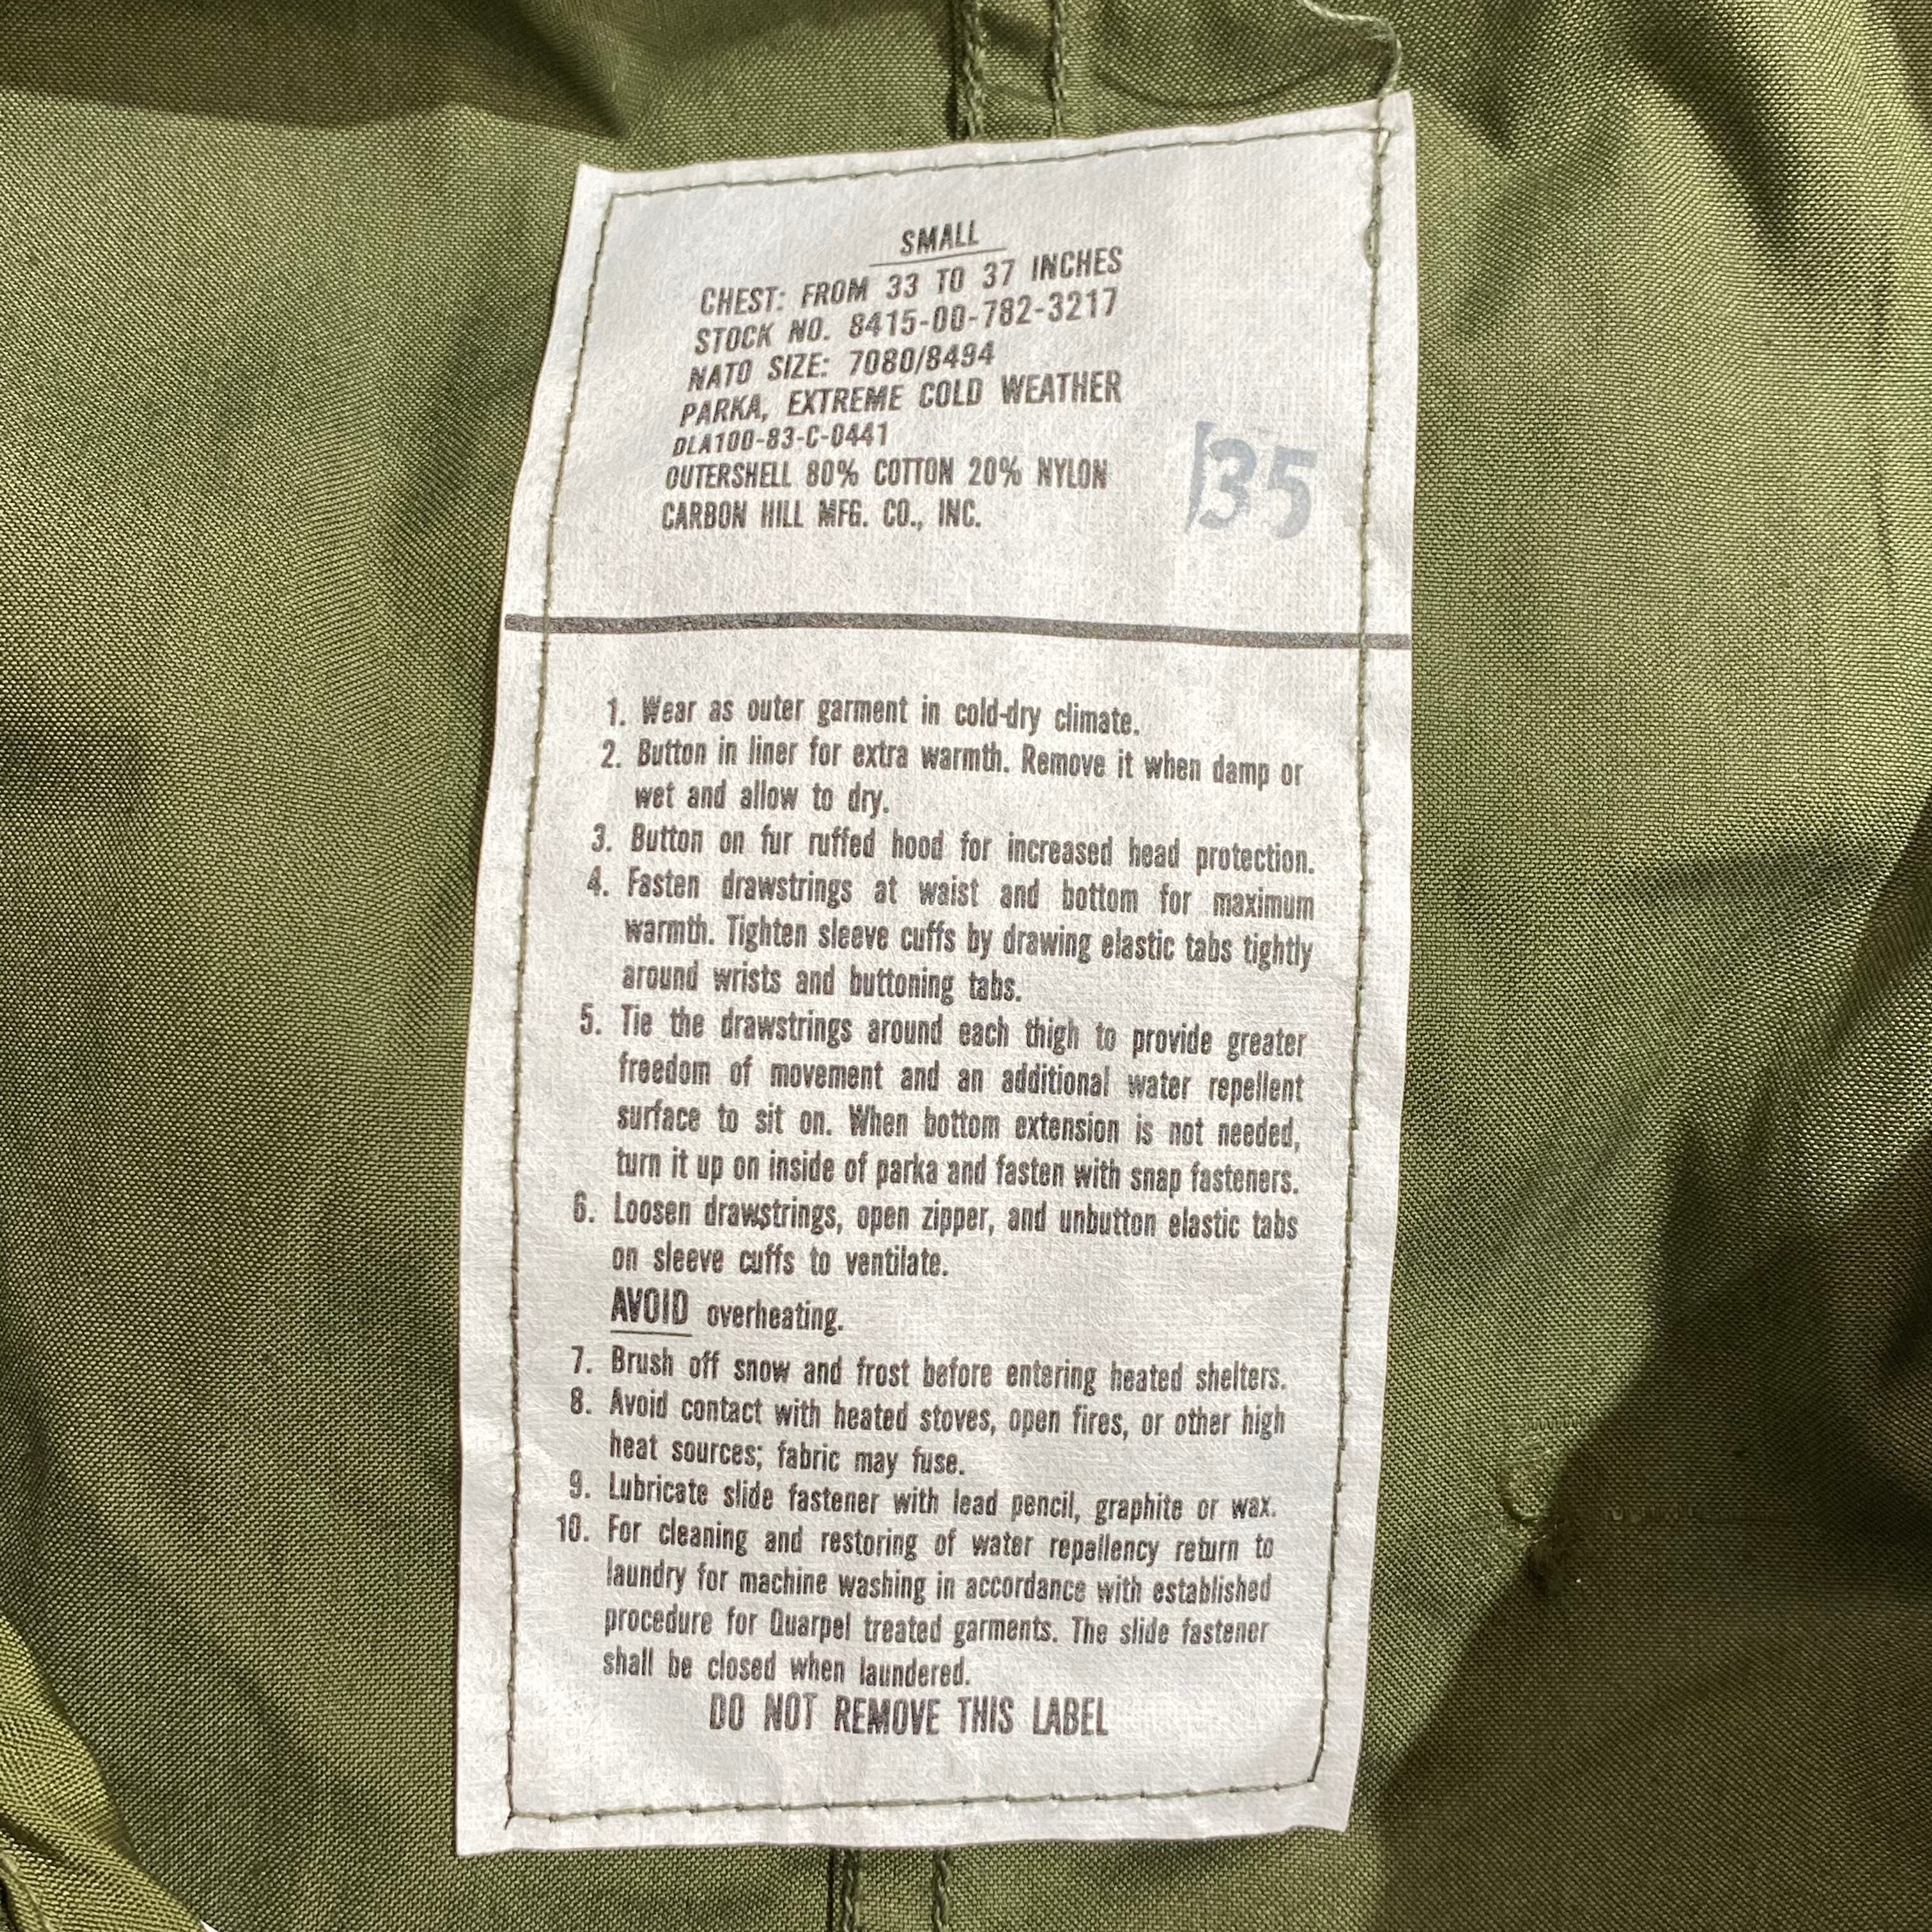 SMALL
CHEST: FROM 33 TO 37 INCHES
STOCK NO. 8415-00-782-3217
NATO SIZE: 7080/8494
PARKA, EXTREME COLD WEATHER
DLA100-83-C-0441
OUTERSHELL 80% COTTON 20% NYLON
CARBON HILL MFG. CO., INC.
35
1. Wear as outer garment in cold-dry climate.
2. Button in liner for extra warmth. Remove it when damp or
wet and allow to dry.
3. Button on fur ruffed hood for increased head protection.
4. Fasten drawstrings at waist and bottom for maximum
warmth. Tighten sleeve cuffs by drawing elastic tabs tightly
around wrists and buttoning tabs.
5. Tie the drawstrings around each thigh to provide greater
freedom of movement and an additional water repellent
surface to sit on. When bottom extension is not needed,
turn it up on inside of parka and fasten with snap fasteners.
6. Loosen drawstrings, open zipper, and unbutton elastic tabs
on sleeve cuffs to ventilate.
AVOID overheating.
7. Brush off snow and frost before entering heated shelters.
8. Avoid contact with heated stoves, open fires, or other high
heat sources; fabric may fuse.
9. Lubricate slide fastener with lead pencil, graphite or wax.
10. For cleaning and restoring of water repellency return to
laundry for machine washing in accordance with established
procedure for Quarpel treated garments. The slide fastener
shall be closed when laundered.
DO NOT REMOVE THIS LABEL